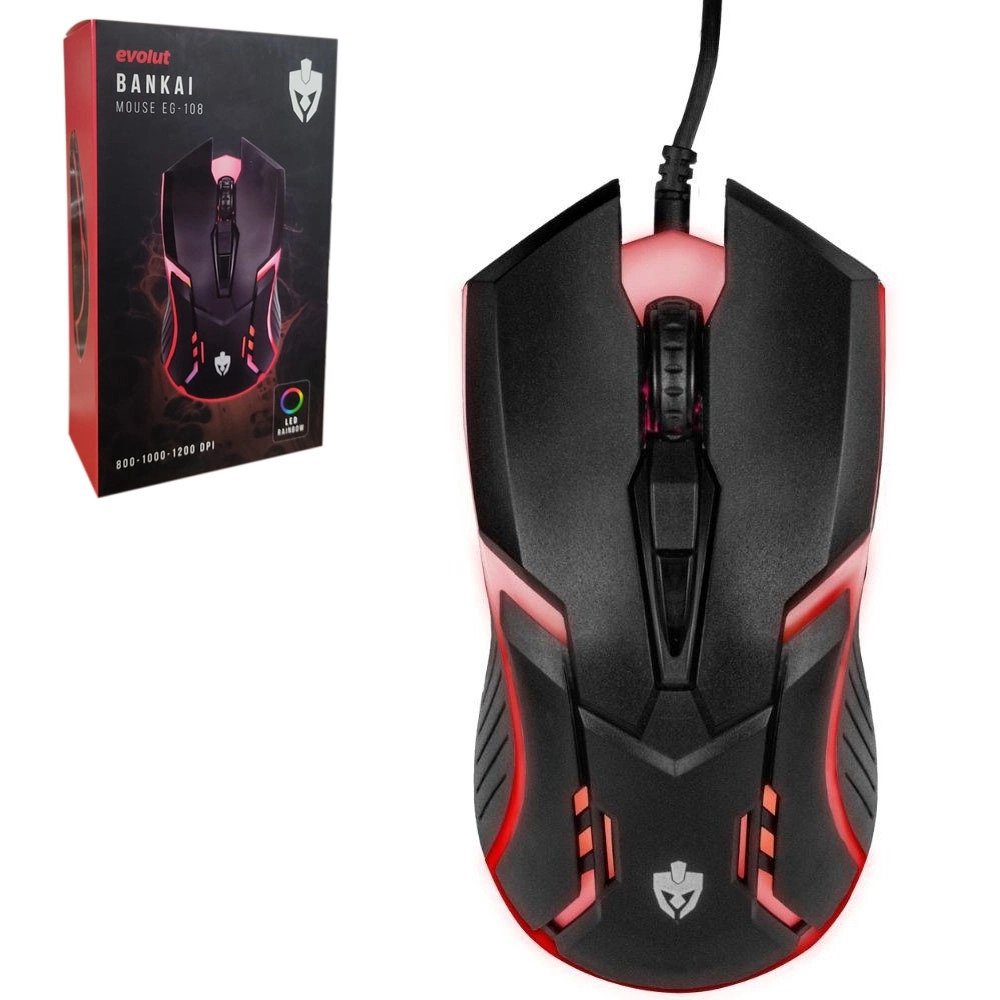 evolut
BANKAI
MOUSE EG-108
LED
RAINBOW
800-1000-1200 DPI